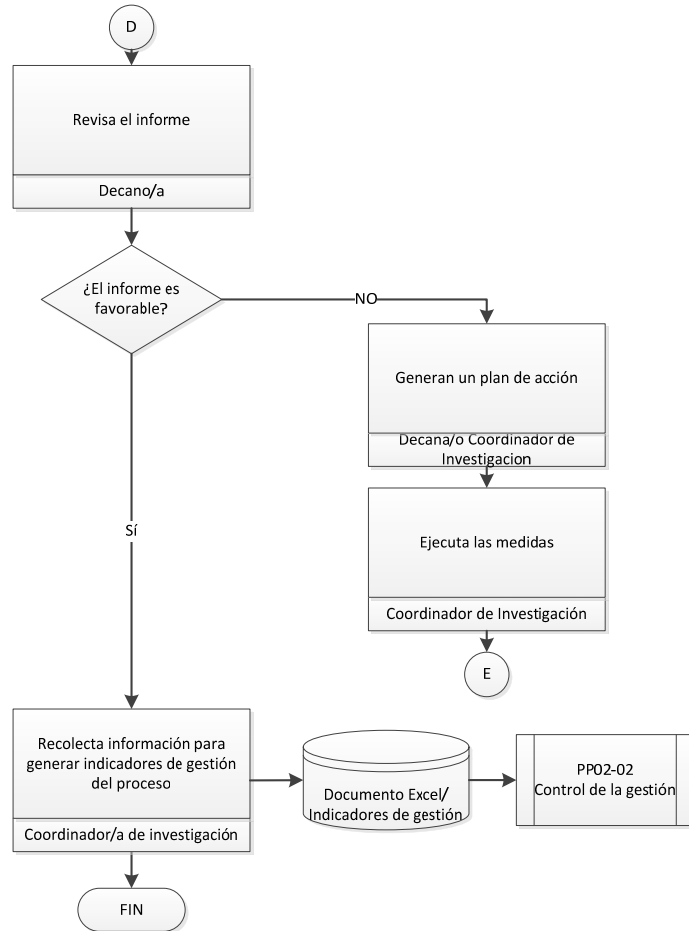 D
Revisa el informe
Decano/a
¿El informe es
favorable?
NO
Generan un plan de acción
Decana/o Coordinador de
Investigacion
Ejecuta las medidas
Coordinador de Investigación
E
Sí
Recolecta información para
generar indicadores de gestión
del proceso
Coordinador/a de investigación
Documento Excel/
Indicadores de gestión
PP02-02
Control de la gestión
FIN